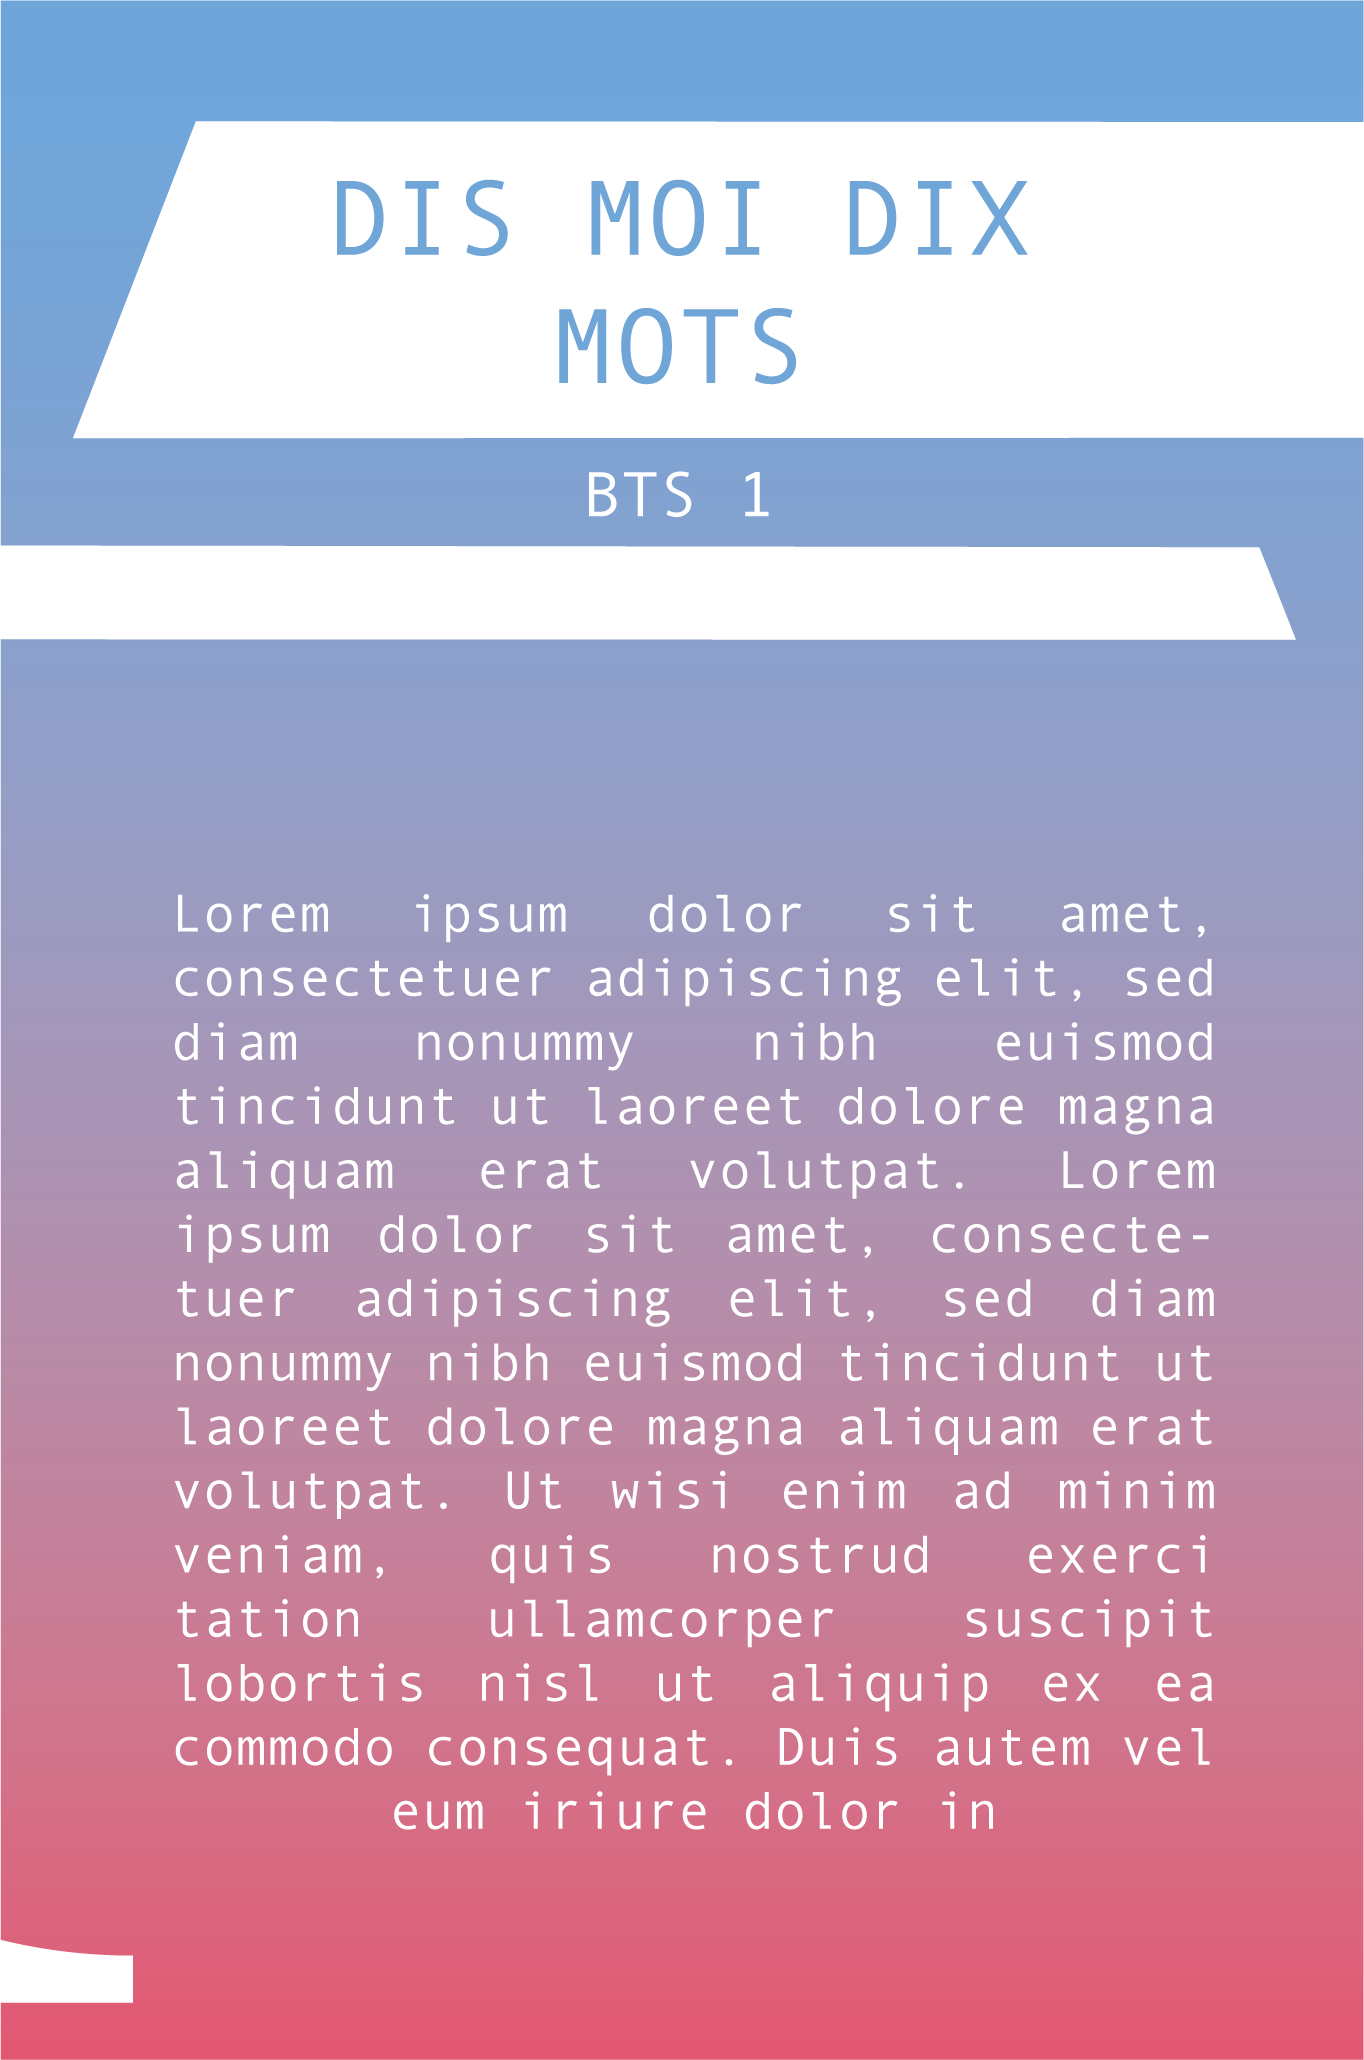 DIS MOI DIX
MOTS
BTS 1
Lorem ipsum dolor sit amet,
consectetuer adipiscing elit, sed
diam nonummy nibh euismod
tincidunt ut laoreet dolore magna
aliquam erat volutpat. Lorem
ipsum dolor sit amet, consecte-
tuer adipiscing elit, sed diam
nonummy nibh euismod tincidunt ut
laoreet dolore magna aliquam erat
volutpat. Ut wisi enim ad minim
veniam, quis nostrud exerci
tation ullamcorper suscipit
lobortis nisl ut aliquip ex ea
commodo consequat. Duis autem vel
eum iriure dolor in